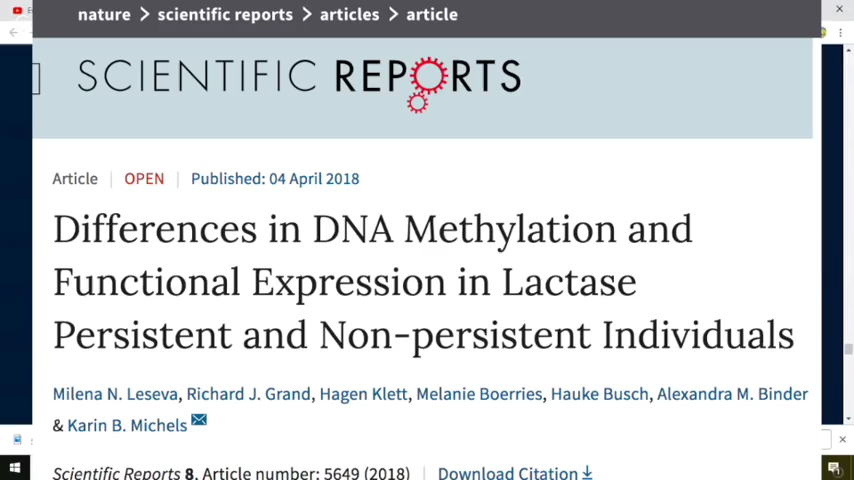 nature > scientific reports > articles > article
SCIENTIFIC REPORTS
Article | OPEN | Published: 04 April 2018
Differences in DNA Methylation and
Functional Expression in Lactase
Persistent and Non-persistent Individuals
Milena N. Leseva, Richard J. Grand, Hagen Klett, Melanie Boerries, Hauke Busch, Alexandra M. Binder
& Karin B. Michels
Scientific Reports 8, Article number: 5649 (2018) | Download Citation